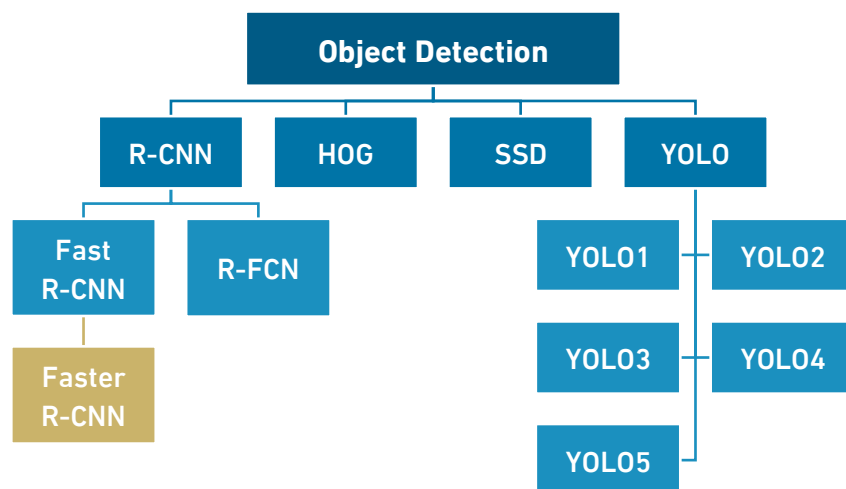 Object Detection
R-CNN
HOG
SSD
YOLO
Fast
R-CNN
R-FCN
YOLO1
YOLO2
Faster
R-CNN
YOLO3
YOLO4
YOLO5